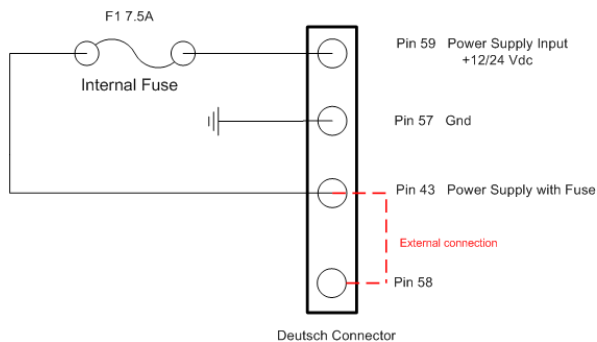 F1 7.5A
Internal Fuse
Pin 59 Power Supply Input
+12/24 Vdc
Pin 57 Gnd
Pin 43 Power Supply with Fuse
External connection
Pin 58
Deutsch Connector